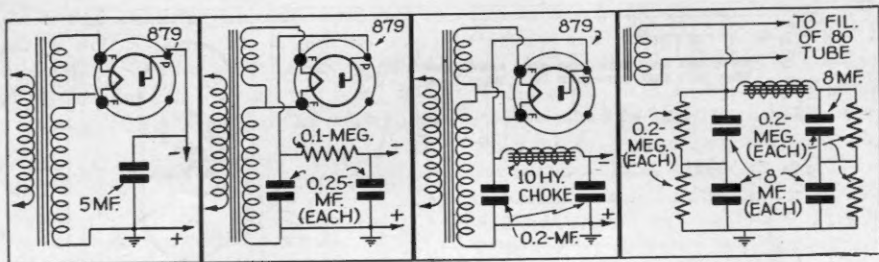 879
F
P
F
5 MF.
-
+
879
F
P
F
0.1-MEG.
-
0.25-
MF.
(EACH)
+
879
F
P
F
10 HY.
CHOKE
-
+
0.2-MF.
TO FIL.
OF 80
TUBE
8 MF.
0.2-
MEG.
(EACH)
0.2-
MEG.
(EACH)
8
MF.
(EACH)